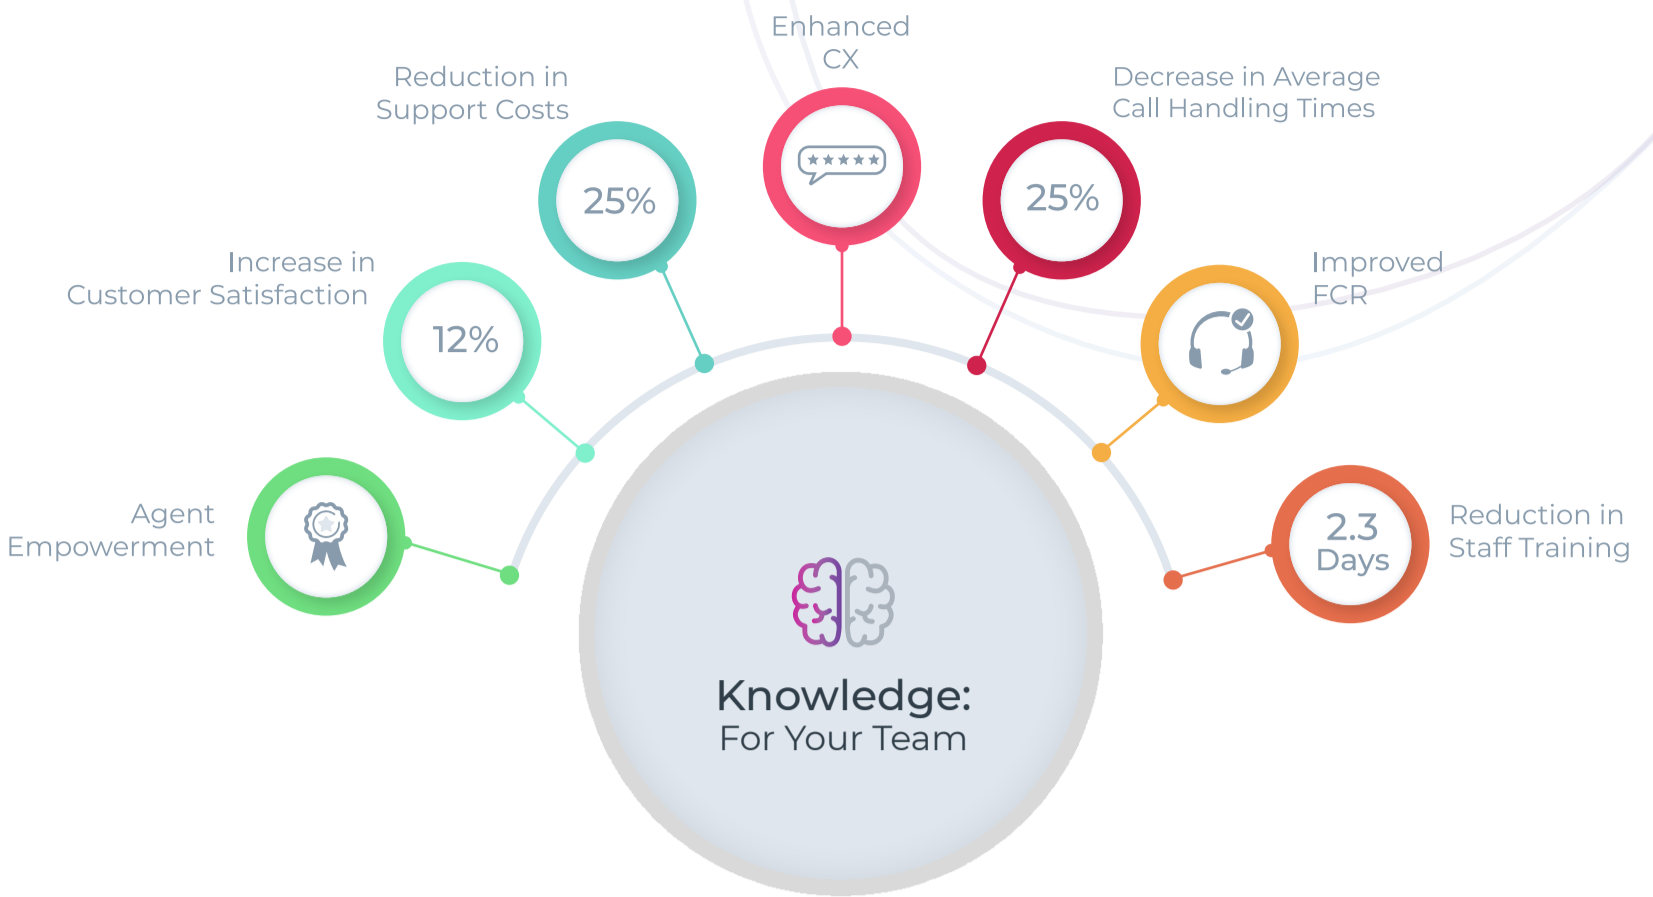 Enhanced
CX
Reduction in
Support Costs
25%
Decrease in Average
Call Handling Times
25%
Increase in
Customer Satisfaction
12%
Improved
FCR
Agent
Empowerment
2.3
Days
Reduction in
Staff Training
Knowledge:
For Your Team